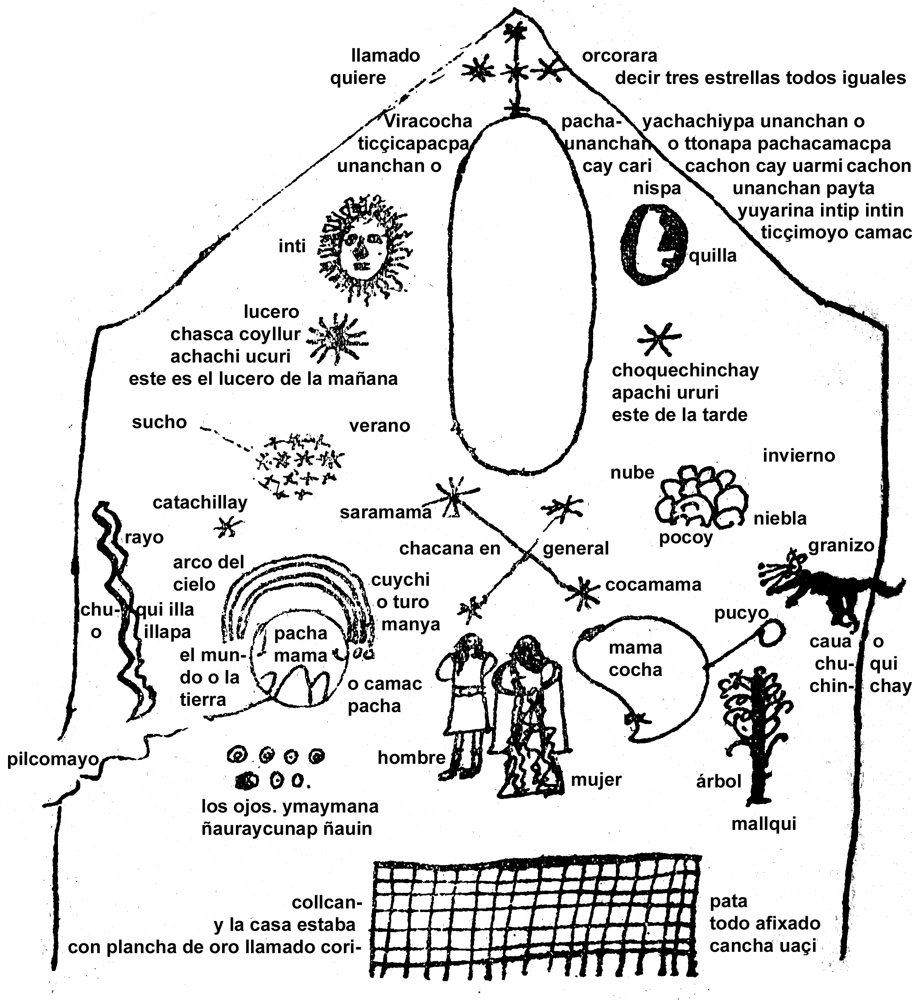 llamado orcorara
quiere decir tres estrellas todos iguales
Viracocha pacha- yachachiypa unanchan o
ticçicapacpa unanchan o ttonapa pachacamacpa
unanchan o cay cari cachon cay uarmi cachon
nispa unanchan payta
yuyarina intip intin
ticçimoyo camac
inti
quilla
lucero
chasca coyllur
achachi ucuri
este es el lucero de la mañana
choquechinchay
apachi ururi
este de la tarde
sucho
verano
invierno
nube
niebla
pocoy
catachillay
saramama
chacana en general
cocamama
granizo
rayo
chu- qui illa
o illapa
arco del
cielo
cuychi
o turo
manya
pacha
mama
el mun-
do o la
tierra
o camac
pacha
mama
cocha
pucyo
caua o
chu- qui
chin- chay
pilcomayo
hombre
mujer
árbol
mallqui
los ojos. ymaymana
ñauraycunap ñauin
collcan- pata
y la casa estaba todo afixado
con plancha de oro llamado cori- cancha uaçi